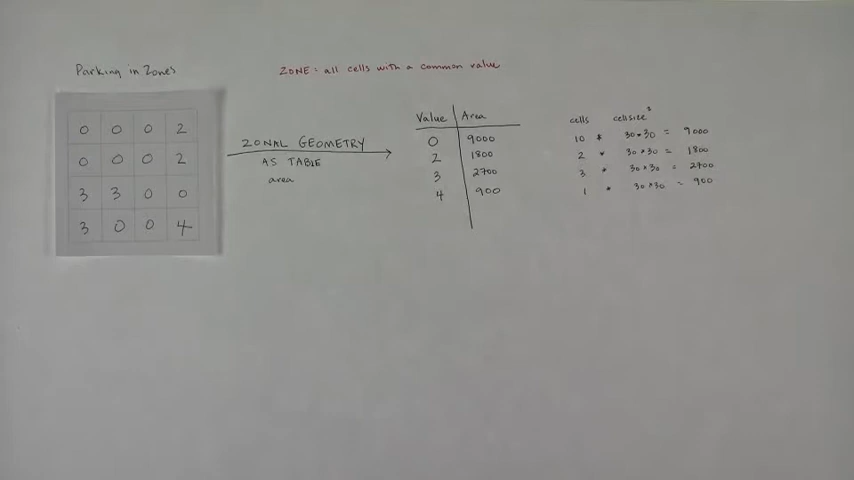 Parking in Zones
ZONE: all cells with a common value
0 0 0 2
0 0 0 2
3 3 0 0
3 0 0 4
ZONAL GEOMETRY
AS TABLE
area
Value Area
0 9000
2 1800
3 2700
4 900
cells cellsize²
10 * 30*30 = 9000
2 * 30*30 = 1800
3 * 30*30 = 2700
1 * 30*30 = 900